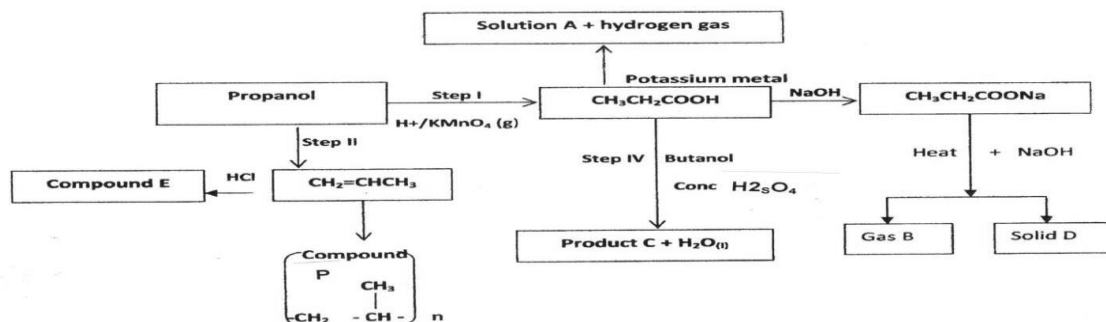 Solution A + hydrogen gas
Potassium metal
Propanol
Step I
H+/KMnO₄ (g)
CH₃CH₂COOH
NaOH
CH₃CH₂COONa
Step II
Step IV
Butanol
Conc H2sO₄
Heat + NaOH
Compound E
HCl
CH₂=CHCH₃
Product C + H₂O(l)
Gas B
Solid D
Compound
P
CH₃
-CH₂ - CH - n